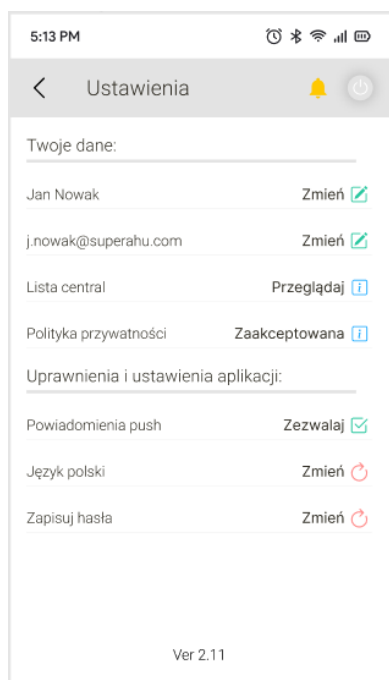 5:13 PM
Ustawienia
Twoje dane:
Jan Nowak Zmień
j.nowak@superahu.com Zmień
Lista central Przeglądaj
Polityka prywatności Zaakceptowana
Uprawnienia i ustawienia aplikacji:
Powiadomienia push Zezwalaj
Język polski Zmień
Zapisuj hasła Zmień
Ver 2.11